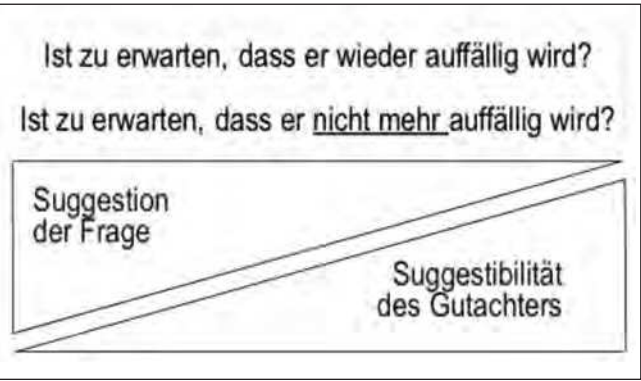 Ist zu erwarten, dass er wieder auffällig wird?
Ist zu erwarten, dass er nicht mehr auffällig wird?
Suggestion
der Frage
Suggestibilität
des Gutachters